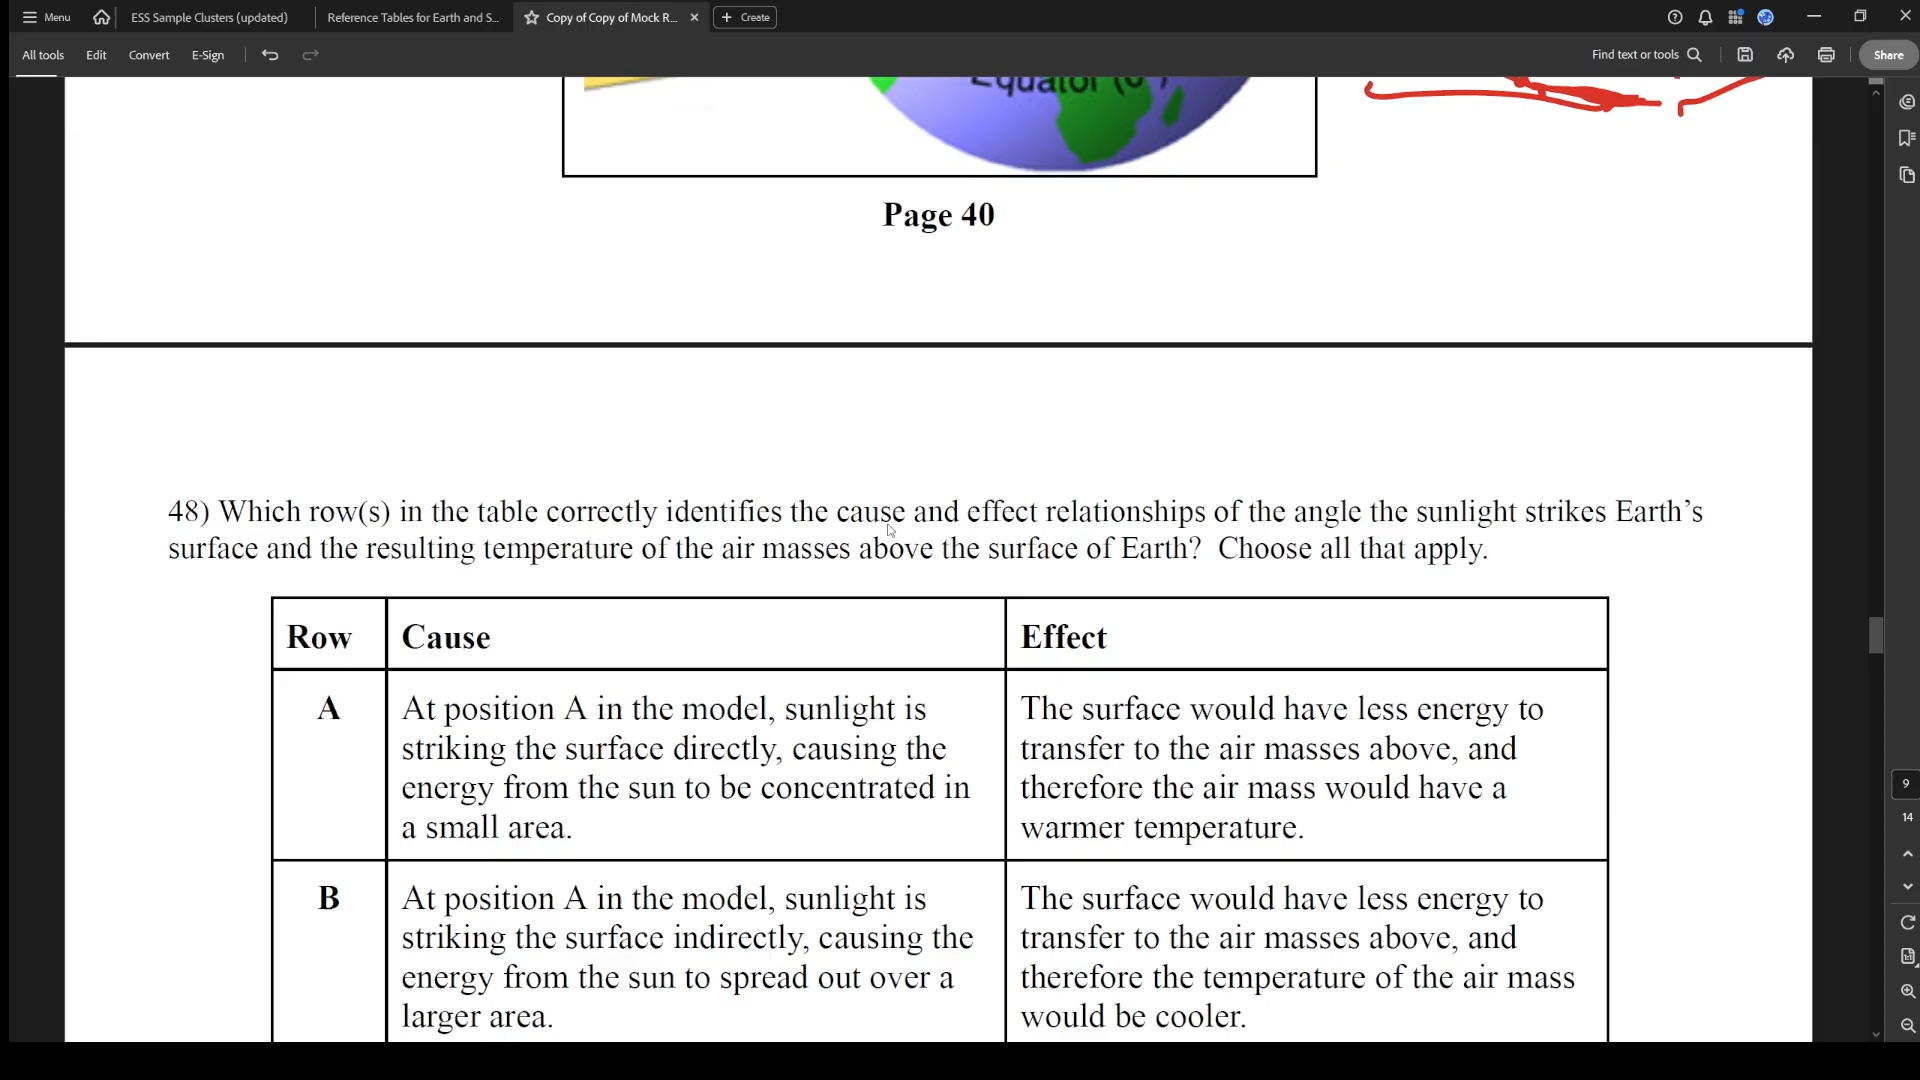 Menu
ESS Sample Clusters (updated)
Reference Tables for Earth and S...
Copy of Copy of Mock R...
Create
All tools
Edit
Convert
E-Sign
Find text or tools
Share
Equator (0°)
Page 40
48) Which row(s) in the table correctly identifies the cause and effect relationships of the angle the sunlight strikes Earth’s
surface and the resulting temperature of the air masses above the surface of Earth?  Choose all that apply.
Row
Cause
Effect
A
At position A in the model, sunlight is
striking the surface directly, causing the
energy from the sun to be concentrated in
a small area.
The surface would have less energy to
transfer to the air masses above, and
therefore the air mass would have a
warmer temperature.
B
At position A in the model, sunlight is
striking the surface indirectly, causing the
energy from the sun to spread out over a
larger area.
The surface would have less energy to
transfer to the air masses above, and
therefore the temperature of the air mass
would be cooler.
9
14